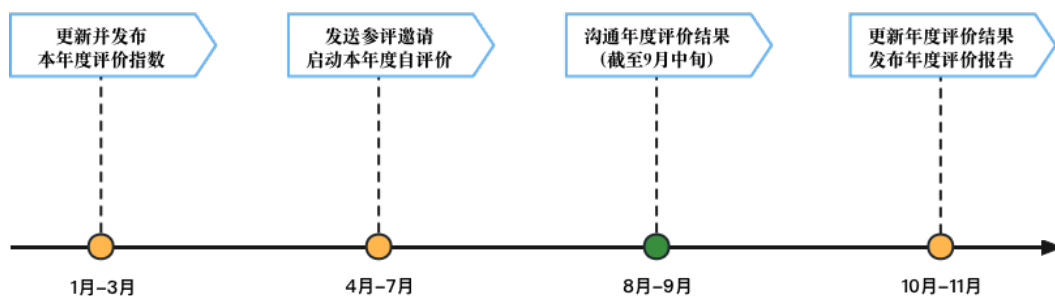 更新并发布
本年度评价指数
发送参评邀请
启动本年度自评价
沟通年度评价结果
(截至9月中旬)
更新年度评价结果
发布年度评价报告
1月–3月
4月–7月
8月–9月
10月–11月